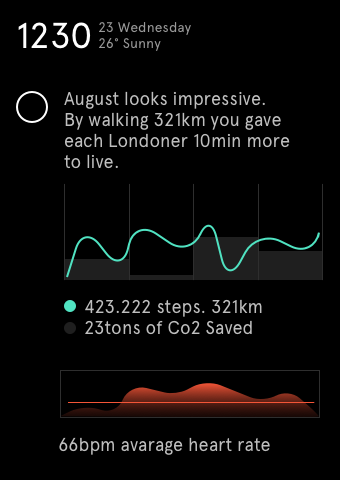 1230
23 Wednesday
26° Sunny
August looks impressive.
By walking 321km you gave
each Londoner 10min more
to live.
423.222 steps. 321km
23tons of Co2 Saved
66bpm avarage heart rate